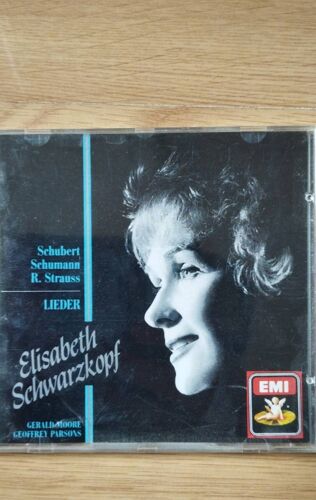 Schubert
Schumann
R. Strauss
LIEDER
Elisabeth
Schwarzkopf
GERALD MOORE
GEOFFREY PARSONS
EMI